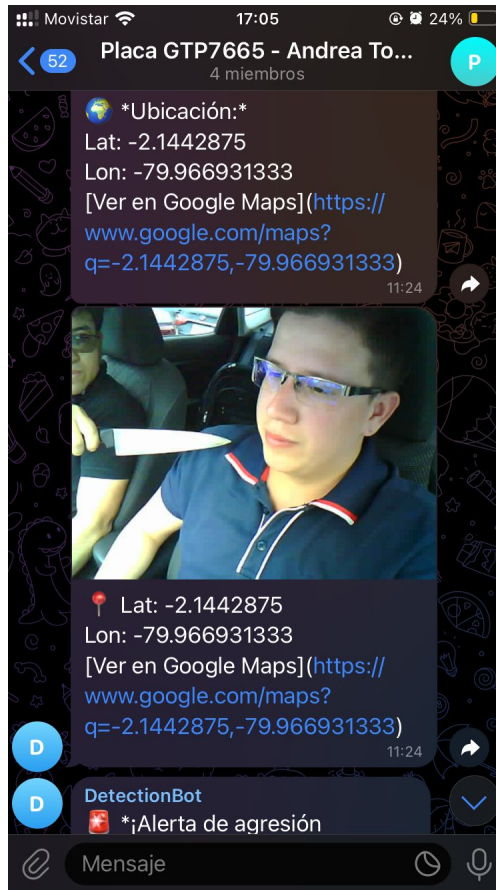 Movistar 17:05 24%
52 Placa GTP7665 - Andrea To... P
4 miembros
🌍 *Ubicación:*
Lat: -2.1442875
Lon: -79.966931333
[Ver en Google Maps](https://
www.google.com/maps?
q=-2.1442875,-79.966931333)
11:24
📍 Lat: -2.1442875
Lon: -79.966931333
[Ver en Google Maps](https://
www.google.com/maps?
q=-2.1442875,-79.966931333)
D 11:24
D DetectionBot
🚨 *¡Alerta de agresión
Mensaje